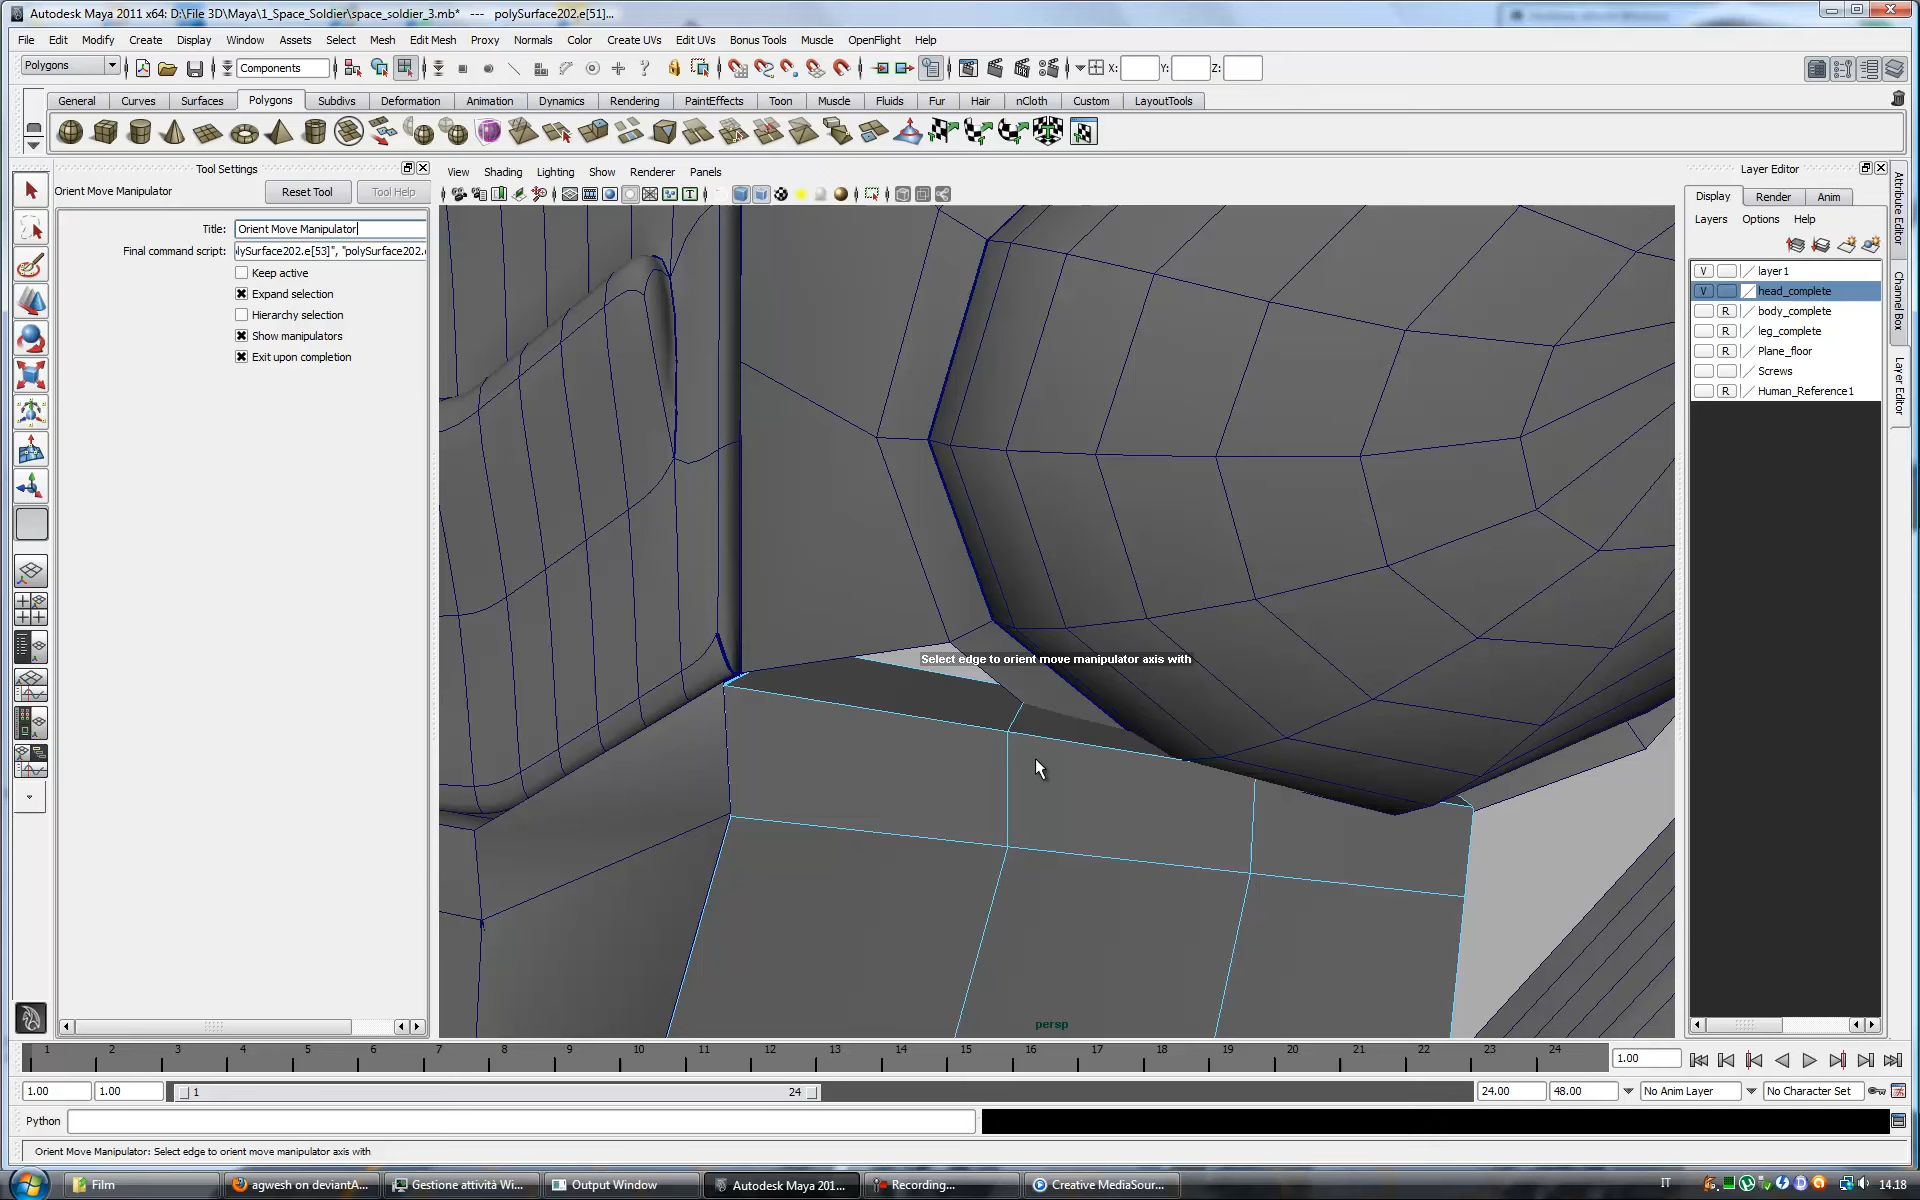 Autodesk Maya 2011 x64: D:\File 3D\Maya\1_Space_Soldier\space_soldier_3.mb* --- polySurface202.e[51]...
File Edit Modify Create Display Window Assets Select Mesh Edit Mesh Proxy Normals Color Create UVs Edit UVs Bonus Tools Muscle OpenFlight Help
Polygons Components X: Y: Z:
General Curves Surfaces Polygons Subdivs Deformation Animation Dynamics Rendering PaintEffects Toon Muscle Fluids Fur Hair nCloth Custom LayoutTools
Tool Settings
Orient Move Manipulator Reset Tool Tool Help
Title: Orient Move Manipulator
Final command script: lySurface202.e[53]", "polySurface202.
Keep active
Expand selection
Hierarchy selection
Show manipulators
Exit upon completion
View Shading Lighting Show Renderer Panels
Select edge to orient move manipulator axis with
persp
Layer Editor
Display Render Anim
Layers Options Help
V layer1
V head_complete
R body_complete
R leg_complete
R Plane_floor
Screws
R Human_Reference1
Attribute Editor
Channel Box
Layer Editor
1 2 3 4 5 6 7 8 9 10 11 12 13 14 15 16 17 18 19 20 21 22 23 24 1.00
1.00 1.00 1 24 24.00 48.00 No Anim Layer No Character Set
Python
Orient Move Manipulator: Select edge to orient move manipulator axis with
Film agwesh on deviantA... Gestione attività Wi... Output Window Autodesk Maya 201... Recording... Creative MediaSour... IT 14.18